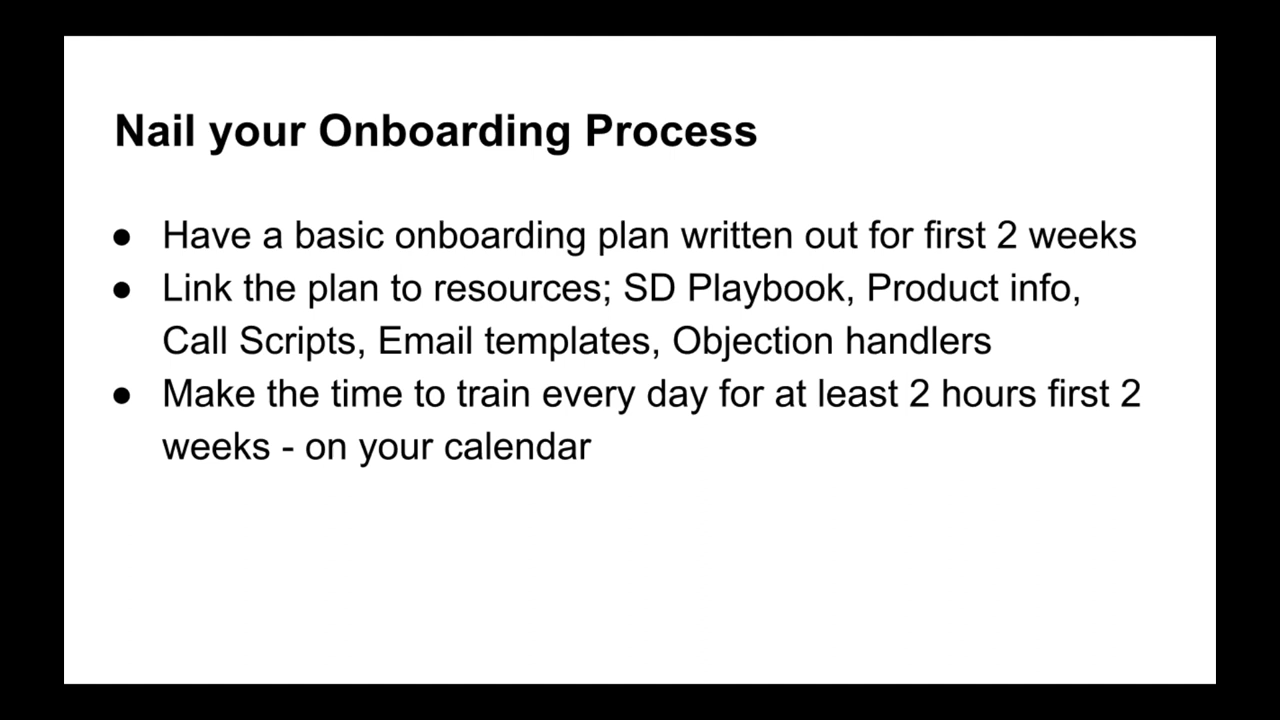 Nail your Onboarding Process
● Have a basic onboarding plan written out for first 2 weeks
● Link the plan to resources; SD Playbook, Product info,
Call Scripts, Email templates, Objection handlers
● Make the time to train every day for at least 2 hours first 2
weeks - on your calendar